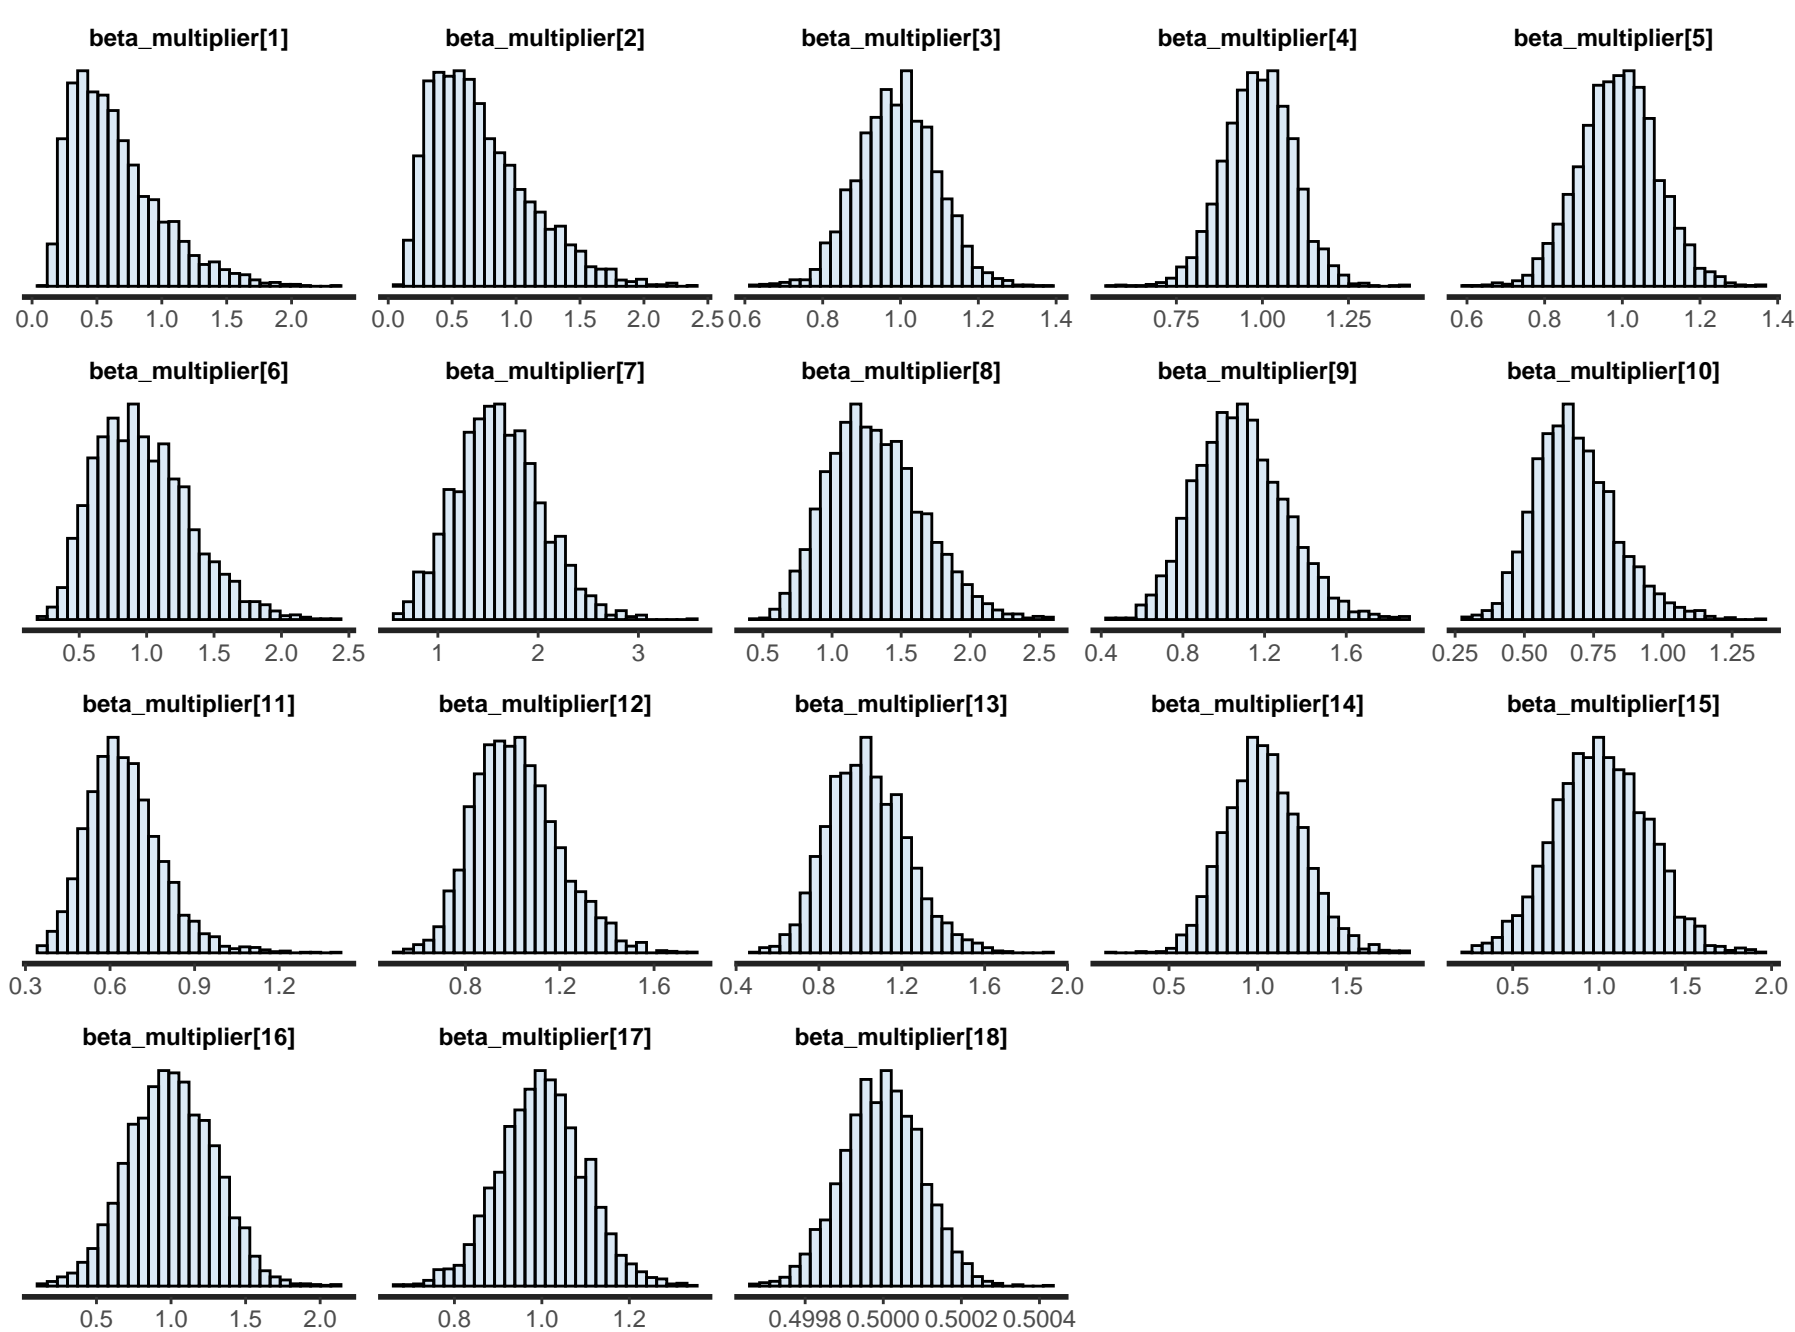 beta_multiplier[1] beta_multiplier[2] beta_multiplier[3] beta_multiplier[4] beta_multiplier[5]
0.0 0.5 1.0 1.5 2.0 0.0 0.5 1.0 1.5 2.0 2.5 0.6 0.8 1.0 1.2 1.4 0.75 1.00 1.25 0.6 0.8 1.0 1.2 1.4
beta_multiplier[6] beta_multiplier[7] beta_multiplier[8] beta_multiplier[9] beta_multiplier[10]
0.5 1.0 1.5 2.0 2.5 1 2 3 0.5 1.0 1.5 2.0 2.5 0.4 0.8 1.2 1.6 0.25 0.50 0.75 1.00 1.25
beta_multiplier[11] beta_multiplier[12] beta_multiplier[13] beta_multiplier[14] beta_multiplier[15]
0.3 0.6 0.9 1.2 0.8 1.2 1.6 0.4 0.8 1.2 1.6 2.0 0.5 1.0 1.5 0.5 1.0 1.5 2.0
beta_multiplier[16] beta_multiplier[17] beta_multiplier[18]
0.5 1.0 1.5 2.0 0.8 1.0 1.2 0.4998 0.5000 0.5002 0.5004